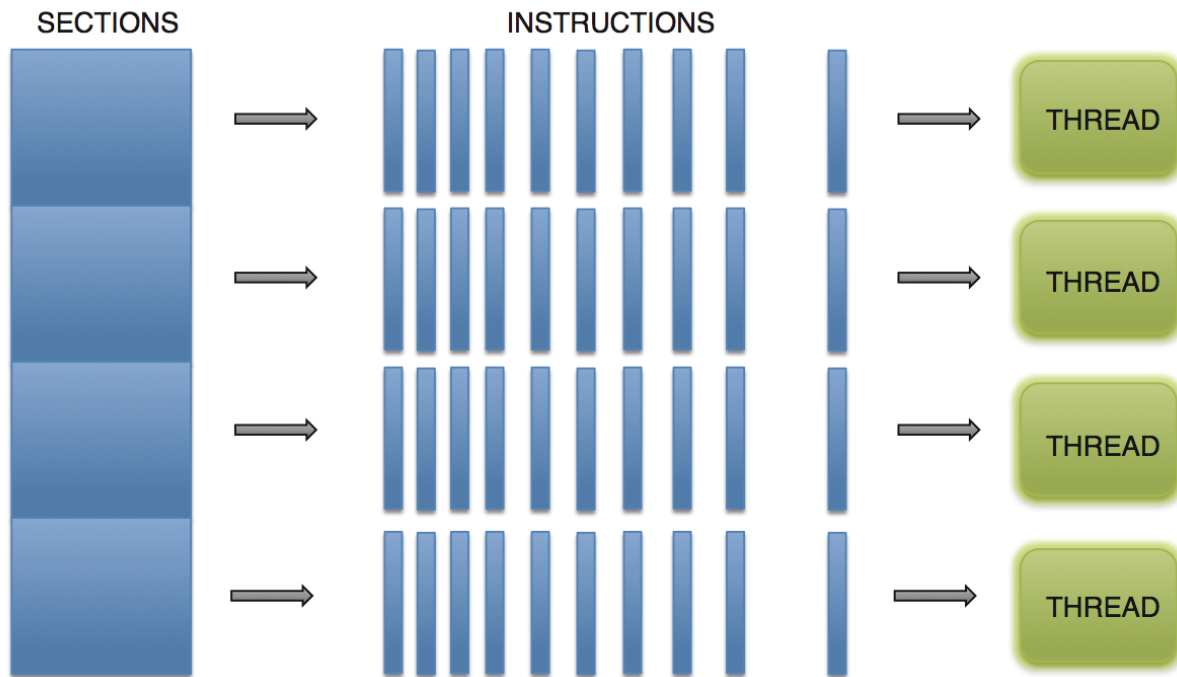 SECTIONS
INSTRUCTIONS
THREAD
THREAD
THREAD
THREAD